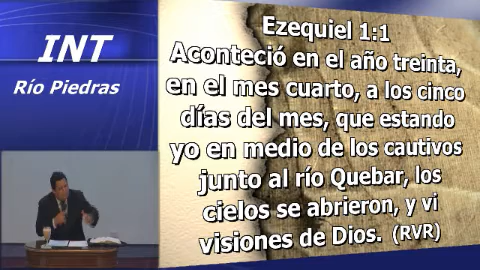 INT
Río Piedras
Ezequiel 1:1
Aconteció en el año treinta,
en el mes cuarto, a los cinco
días del mes, que estando
yo en medio de los cautivos
junto al río Quebar, los
cielos se abrieron, y vi
visiones de Dios. (RVR)